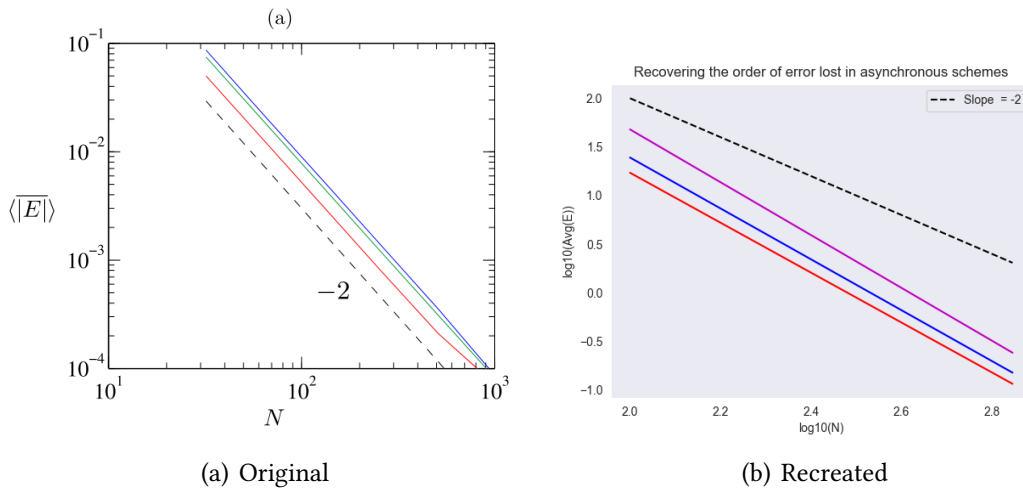 (a)
10^{-1}
10^{-2}
10^{-3}
10^{-4}
⟨\overline{|E|}⟩
−2
10^1
10^2
10^3
N
Recovering the order of error lost in asynchronous schemes
Slope = -2
2.0
1.5
1.0
0.5
0.0
−0.5
−1.0
log10(Avg(E))
2.0
2.2
2.4
2.6
2.8
log10(N)
(a) Original
(b) Recreated